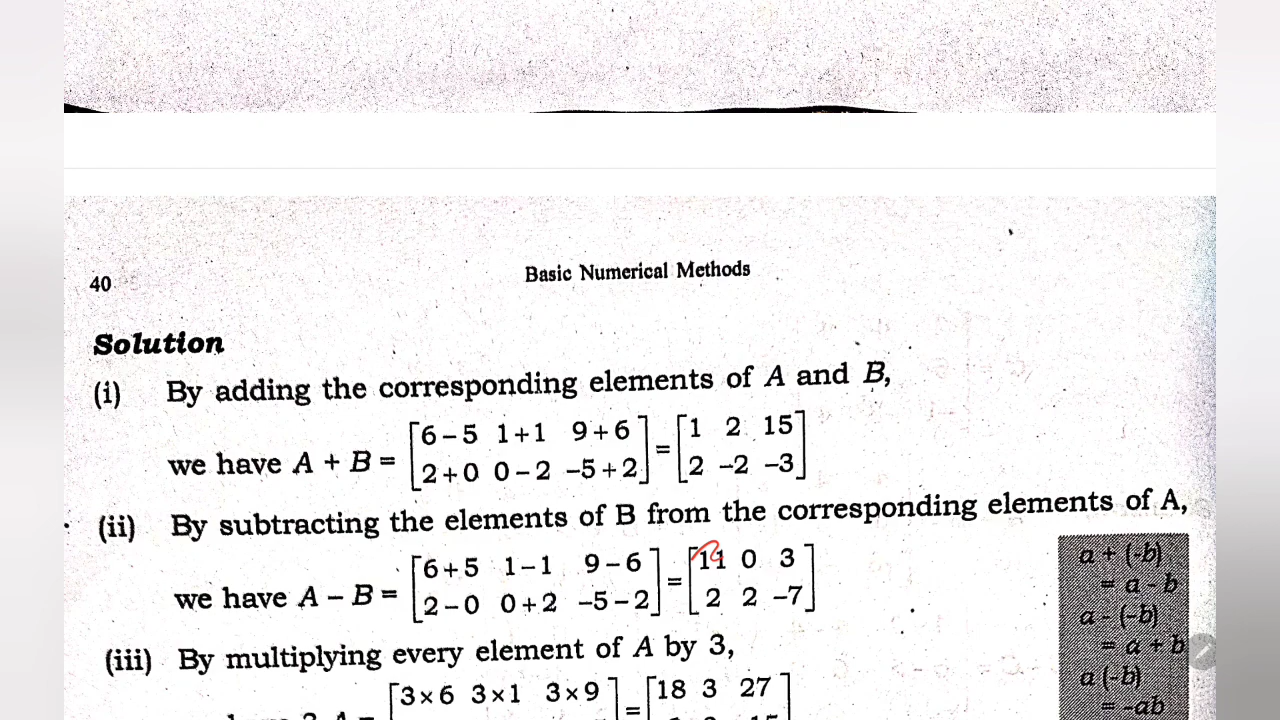 40
Basic Numerical Methods
Solution
(i) By adding the corresponding elements of A and B,
we have A + B = [6-5 1+1 9+6] = [1 2 15]
[2+0 0-2 -5+2] [2 -2 -3]
(ii) By subtracting the elements of B from the corresponding elements of A,
we have A - B = [6+5 1-1 9-6] = [11 0 3]
[2-0 0+2 -5-2] [2 2 -7]
a + (-b)
= a - b
a - (-b)
= a + b
a (-b)
= -ab
(iii) By multiplying every element of A by 3,
[3×6 3×1 3×9] = [18 3 27]